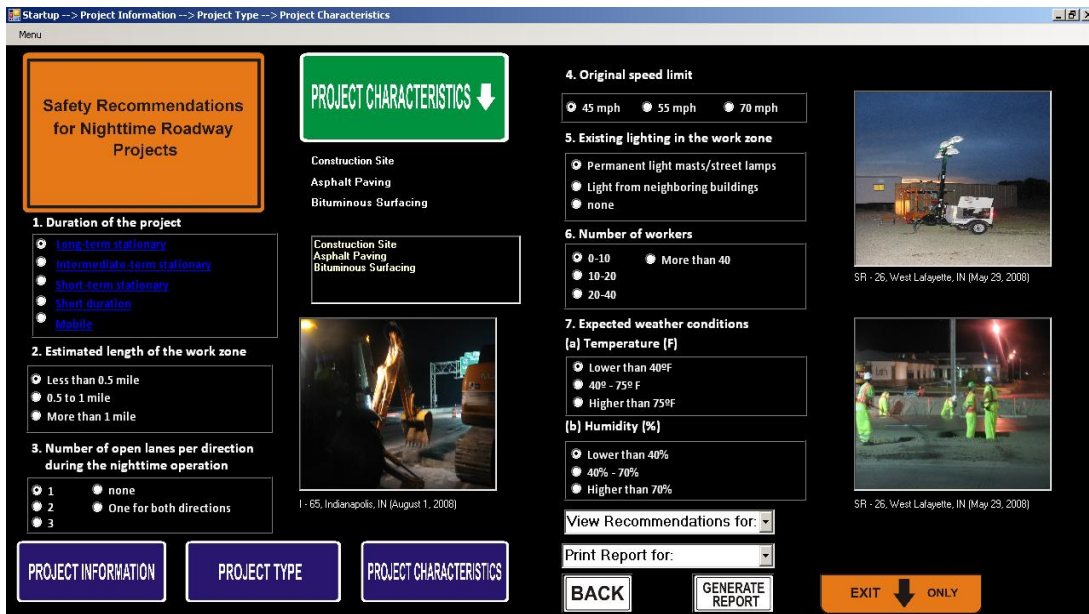 Startup --> Project Information --> Project Type --> Project Characteristics
Menu
Safety Recommendations
for Nighttime Roadway
Projects
1. Duration of the project
Long-term stationary
Intermediate-term stationary
Short-term stationary
Short duration
Mobile
2. Estimated length of the work zone
Less than 0.5 mile
0.5 to 1 mile
More than 1 mile
3. Number of open lanes per direction
during the nighttime operation
1 none
2 One for both directions
3
PROJECT CHARACTERISTICS
Construction Site
Asphalt Paving
Bituminous Surfacing
Construction Site
Asphalt Paving
Bituminous Surfacing
I - 65, Indianapolis, IN (August 1, 2008)
4. Original speed limit
45 mph 55 mph 70 mph
5. Existing lighting in the work zone
Permanent light masts/street lamps
Light from neighboring buildings
none
6. Number of workers
0-10 More than 40
10-20
20-40
7. Expected weather conditions
(a) Temperature (F)
Lower than 40ºF
40º - 75º F
Higher than 75ºF
(b) Humidity (%)
Lower than 40%
40% - 70%
Higher than 70%
View Recommendations for:
Print Report for:
SR - 26, West Lafayette, IN (May 29, 2008)
SR - 26, West Lafayette, IN (May 29, 2008)
PROJECT INFORMATION
PROJECT TYPE
PROJECT CHARACTERISTICS
BACK
GENERATE
REPORT
EXIT ONLY